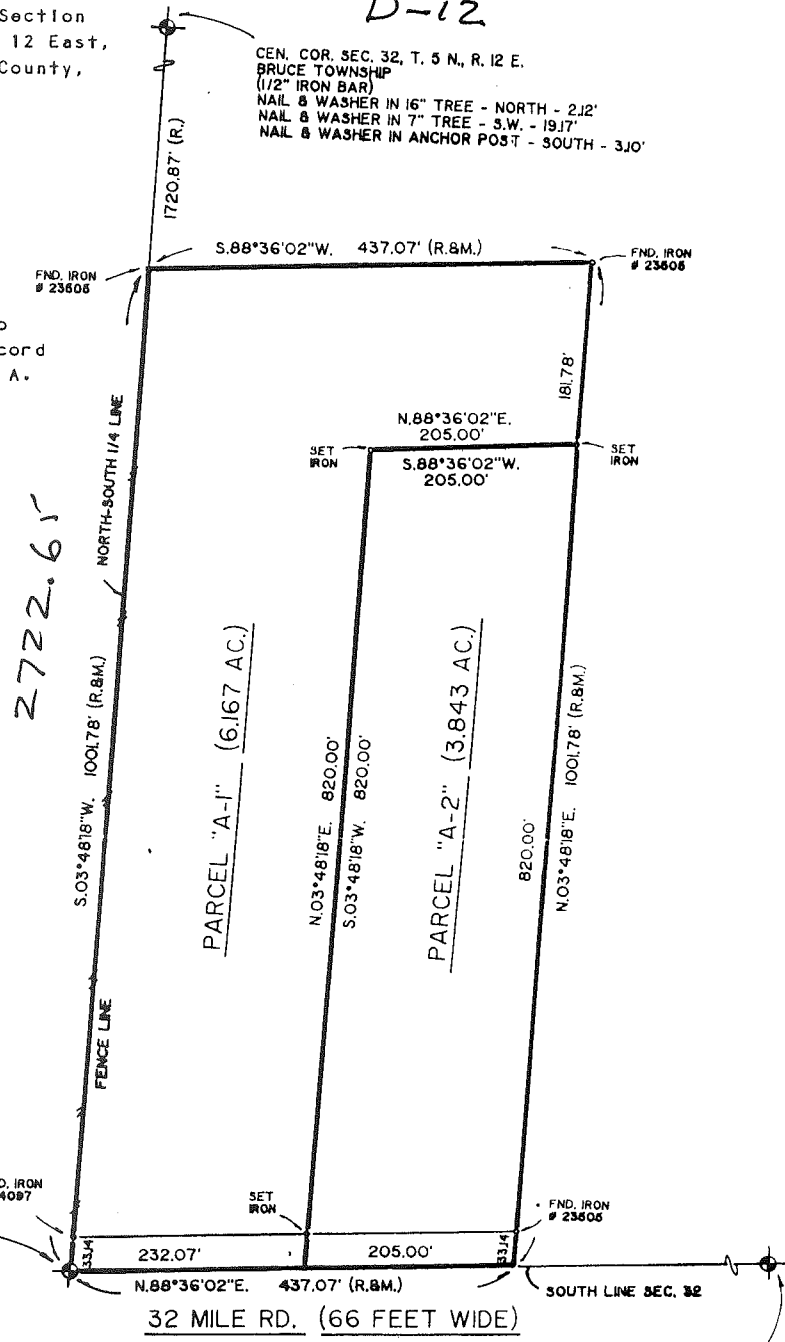 Section
12 East,
County,
D-12
CEN. COR. SEC. 32, T. 5 N., R. 12 E.
BRUCE TOWNSHIP
(1/2" IRON BAR)
NAIL & WASHER IN 16" TREE - NORTH - 2.12'
NAIL & WASHER IN 7" TREE - S.W. - 19.17'
NAIL & WASHER IN ANCHOR POST - SOUTH - 3.10'
1720.87' (R.)
S.88°36'02"W. 437.07' (R.&M.)
FND. IRON
# 23606
FND. IRON
# 23606
cord
A.
181.78'
N.88°36'02"E.
205.00'
SET
IRON
S.88°36'02"W.
205.00'
SET
IRON
NORTH-SOUTH 1/4 LINE
2722.65
S.03°48'18"W. 1001.78' (R.&M.)
PARCEL "A-1" (6.167 AC.)
N.03°48'18"E. 820.00'
S.03°48'18"W. 820.00'
PARCEL "A-2" (3.843 AC.)
820.00'
N.03°48'18"E. 1001.78' (R.&M.)
FENCE LINE
D. IRON
4097
SET
IRON
FND. IRON
# 23606
33.14'
232.07'
205.00'
33.14'
N.88°36'02"E. 437.07' (R.&M.)
SOUTH LINE SEC. 32
32 MILE RD. (66 FEET WIDE)